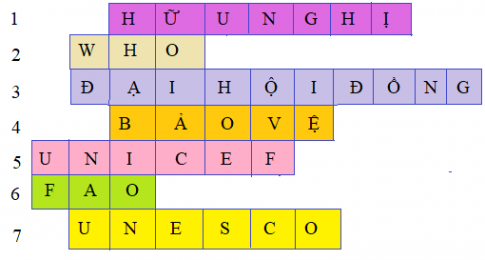 1 H Ữ U N G H Ị
2 W H O
3 Đ Ạ I H Ộ I Đ Ồ N G
4 B Ả O V Ệ
5 U N I C E F
6 F A O
7 U N E S C O